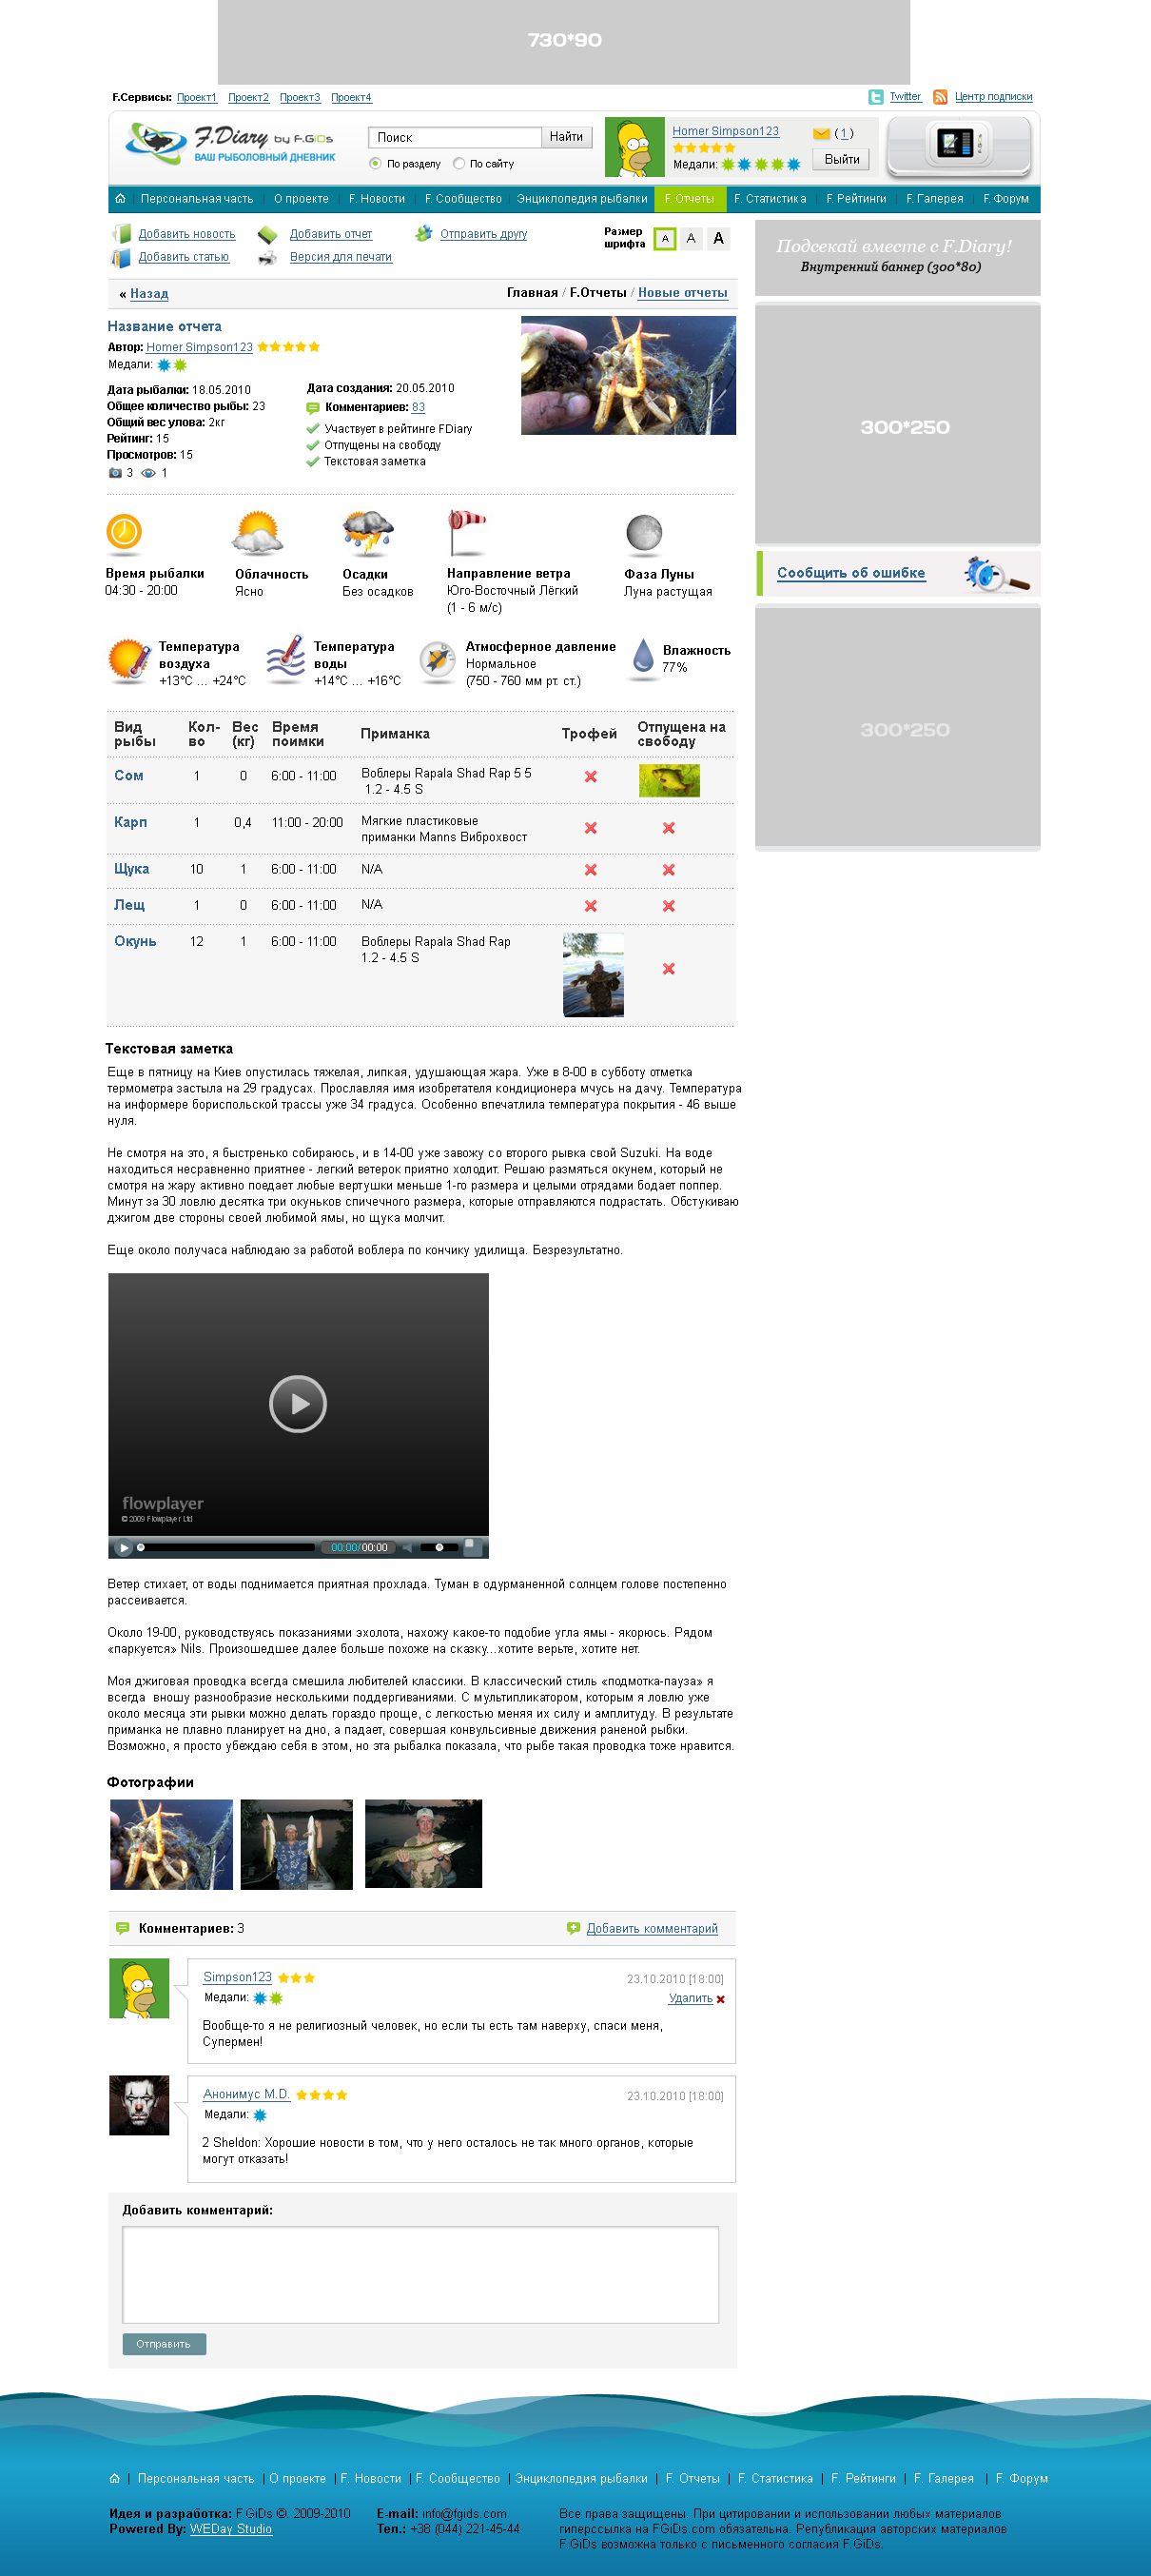 730*90
F.Сервисы: Проект1 Проект2 Проект3 Проект4
Twitter Центр подписки
F.Diary by F.GiDs
ВАШ РЫБОЛОВНЫЙ ДНЕВНИК
Поиск Найти
По разделу По сайту
Homer Simpson123
( 1 )
Медали:
Выйти
Персональная часть О проекте F. Новости F. Сообщество Энциклопедия рыбалки F. Отчеты F. Статистика F. Рейтинги F. Галерея F. Форум
Добавить новость Добавить отчет Отправить другу
Добавить статью Версия для печати
Размер
шрифта
A A A
Подсекай вместе с F.Diary!
Внутренний баннер (300*80)
« Назад
Главная / F.Отчеты / Новые отчеты
300*250
Сообщить об ошибке
300*250
Название отчета
Автор: Homer Simpson123
Медали:
Дата рыбалки: 18.05.2010
Общее количество рыбы: 23
Общий вес улова: 2кг
Рейтинг: 15
Просмотров: 15
3 1
Дата создания: 20.05.2010
Комментариев: 83
Участвует в рейтинге FDiary
Отпущены на свободу
Текстовая заметка
Время рыбалки
04:30 - 20:00
Облачность
Ясно
Осадки
Без осадков
Направление ветра
Юго-Восточный Лёгкий
(1 - 6 м/с)
Фаза Луны
Луна растущая
Температура
воздуха
+13°C ... +24°C
Температура
воды
+14°C ... +16°C
Атмосферное давление
Нормальное
(750 - 760 мм рт. ст.)
Влажность
77%
Вид рыбы Кол-во Вес (кг) Время поимки Приманка Трофей Отпущена на свободу
Сом 1 0 6:00 - 11:00 Воблеры Rapala Shad Rap 5 5
1.2 - 4.5 S
Карп 1 0,4 11:00 - 20:00 Мягкие пластиковые
приманки Manns Виброхвост
Щука 10 1 6:00 - 11:00 N/A
Лещ 1 0 6:00 - 11:00 N/A
Окунь 12 1 6:00 - 11:00 Воблеры Rapala Shad Rap
1.2 - 4.5 S
Текстовая заметка
Еще в пятницу на Киев опустилась тяжелая, липкая, удушающая жара. Уже в 8-00 в субботу отметка
термометра застыла на 29 градусах. Прославляя имя изобретателя кондиционера мчусь на дачу. Температура
на информере бориспольской трассы уже 34 градуса. Особенно впечатлила температура покрытия - 46 выше
нуля.
Не смотря на это, я быстренько собираюсь, и в 14-00 уже завожу со второго рывка свой Suzuki. На воде
находиться несравненно приятнее - легкий ветерок приятно холодит. Решаю размяться окунем, который не
смотря на жару активно поедает любые вертушки меньше 1-го размера и целыми отрядами бодает поппер.
Минут за 30 ловлю десятка три окуньков спичечного размера, которые отправляются подрастать. Обстукиваю
джигом две стороны своей любимой ямы, но щука молчит.
Еще около получаса наблюдаю за работой воблера по кончику удилища. Безрезультатно.
flowplayer
© 2009 Flowplayer Ltd
00:00/00:00
Ветер стихает, от воды поднимается приятная прохлада. Туман в одурманенной солнцем голове постепенно
рассеивается.
Около 19-00, руководствуясь показаниями эхолота, нахожу какое-то подобие угла ямы - якорюсь. Рядом
«паркуется» Nils. Произошедшее далее больше похоже на сказку...хотите верьте, хотите нет.
Моя джиговая проводка всегда смешила любителей классики. В классический стиль «подмотка-пауза» я
всегда вношу разнообразие несколькими поддергиваниями. С мультипликатором, которым я ловлю уже
около месяца эти рывки можно делать гораздо проще, с легкостью меняя их силу и амплитуду. В результате
приманка не плавно планирует на дно, а падает, совершая конвульсивные движения раненой рыбки.
Возможно, я просто убеждаю себя в этом, но эта рыбалка показала, что рыбе такая проводка тоже нравится.
Фотографии
Комментариев: 3 Добавить комментарий
Simpson123 23.10.2010 [18:00]
Медали: Удалить
Вообще-то я не религиозный человек, но если ты есть там наверху, спаси меня,
Супермен!
Анонимус M.D. 23.10.2010 [18:00]
Медали:
2 Sheldon: Хорошие новости в том, что у него осталось не так много органов, которые
могут отказать!
Добавить комментарий:
Отправить
| Персональная часть | О проекте | F. Новости | F. Сообщество | Энциклопедия рыбалки | F. Отчеты | F. Статистика | F. Рейтинги | F. Галерея | F. Форум
Идея и разработка: F.GiDs ©. 2009-2010
Powered By: WEDay Studio
E-mail: info@fgids.com
Тел.: +38 (044) 221-45-44
Все права защищены. При цитировании и использовании любых материалов
гиперссылка на FGiDs.com обязательна. Републикация авторских материалов
F.GiDs возможна только с письменного согласия F.GiDs.